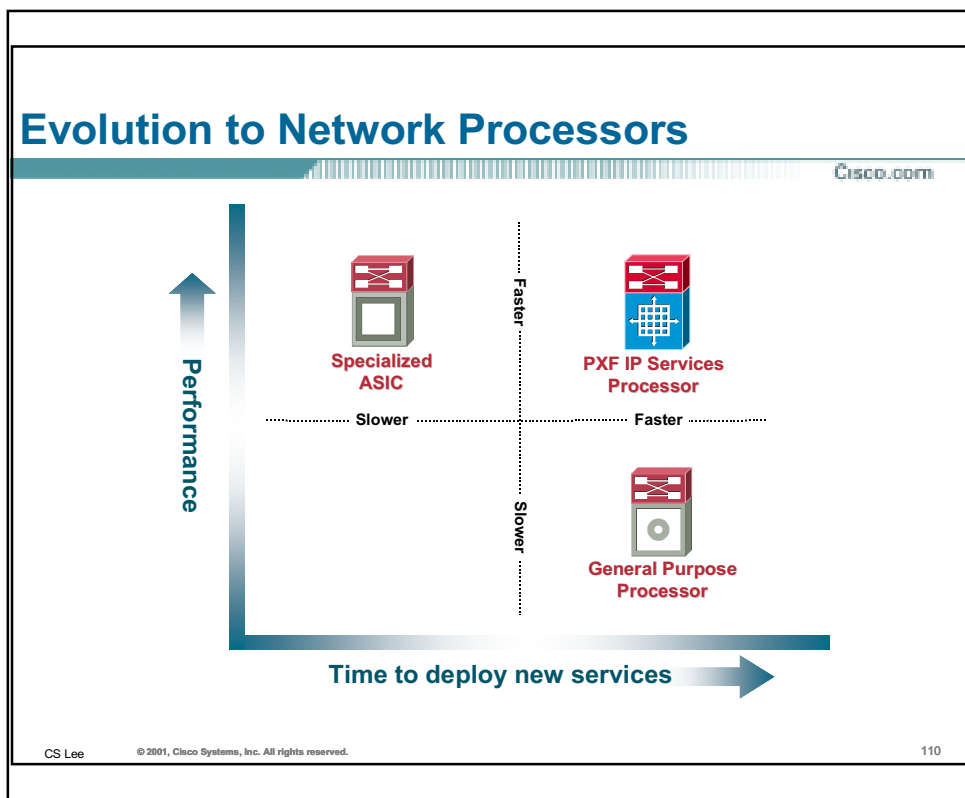 Evolution to Network Processors
Cisco.com
Performance
Faster
Specialized
ASIC
PXF IP Services
Processor
Slower
Faster
Slower
General Purpose
Processor
Time to deploy new services
CS Lee
© 2001, Cisco Systems, Inc. All rights reserved.
110